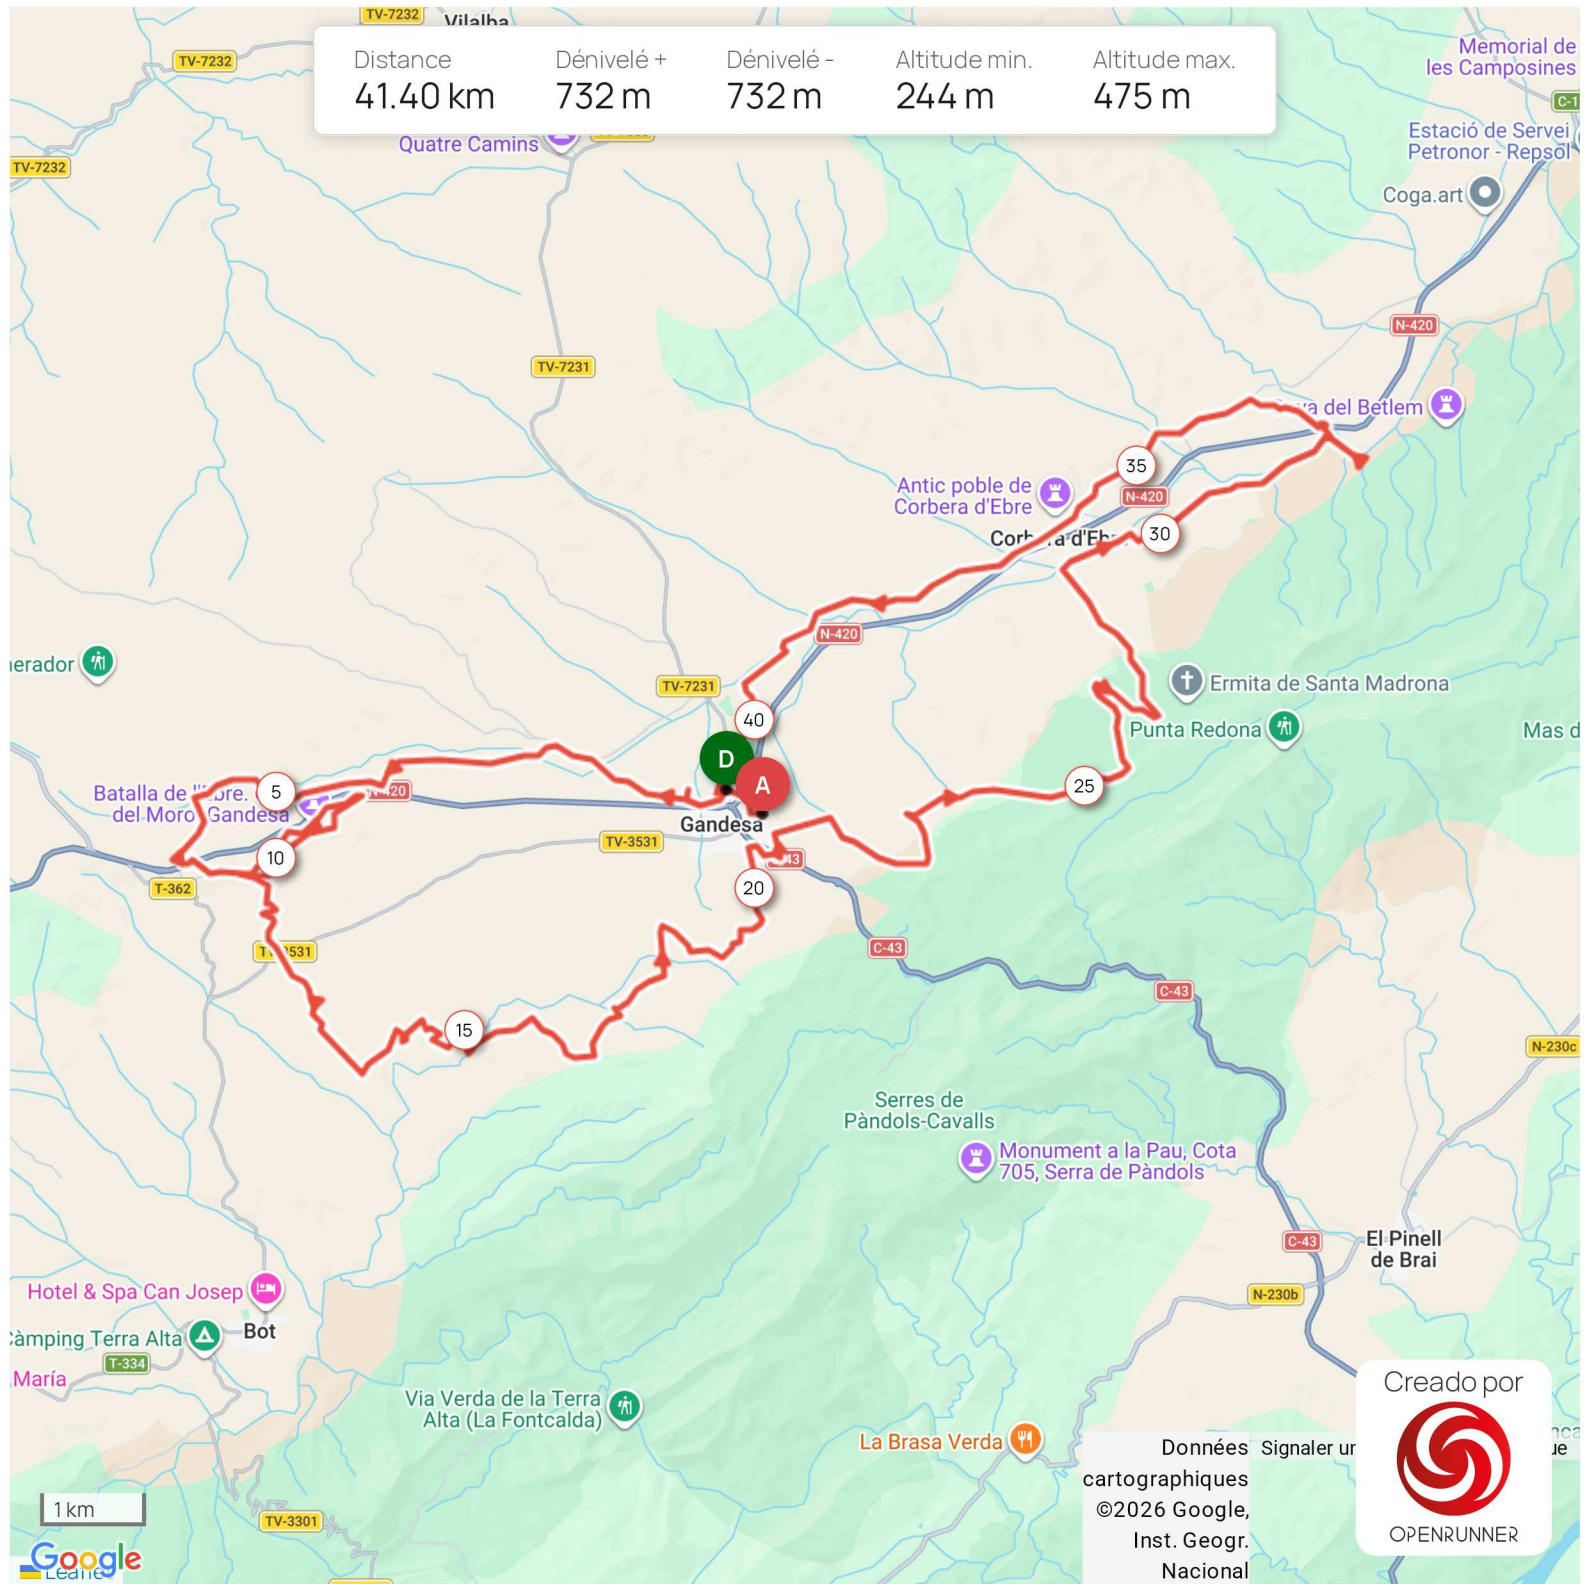 TV-7232
Vilalba
TV-7232
TV-7232
Distance
Dénivelé +
Dénivelé -
Altitude min.
Altitude max.
41.40 km
732 m
732 m
244 m
475 m
Memorial de
les Camposines
Quatre Camins
Estació de Servei
Petronor - Repsol
Coga.art
N-420
TV-7231
del Betlem
35
Antic poble de
Corbera d'Ebre
N-420
30
N-420
TV-7231
Ermita de Santa Madrona
40
Punta Redona
Mas d
D
A
5
Batalla de
del Moro Gandesa
25
Gandesa
TV-3531
10
T-362
20
C-43
C-43
15
N-230c
Serres de
Pàndols-Cavalls
Monument a la Pau, Cota
705, Serra de Pàndols
El Pinell
de Brai
C-43
N-230b
Hotel & Spa Can Josep
Bot
Càmping Terra Alta
T-334
María
Via Verda de la Terra
Alta (La Fontcalda)
La Brasa Verda
Creado por
OPENRUNNER
Données
cartographiques
©2026 Google,
Inst. Geogr.
Nacional
Signaler
1 km
TV-3301
Google